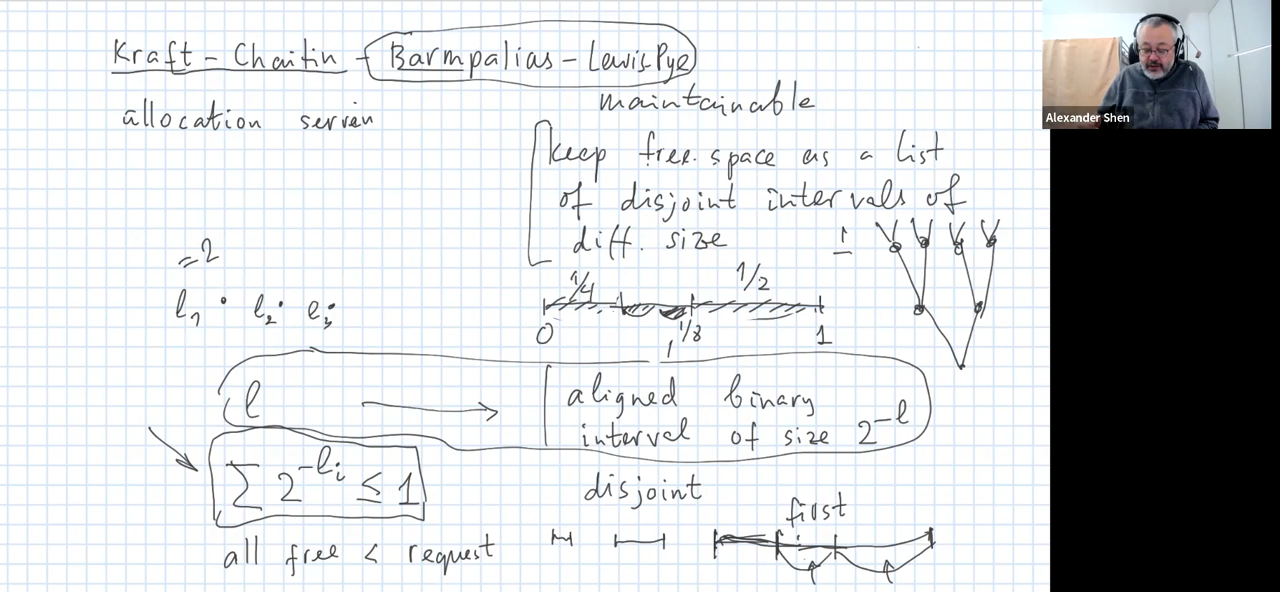 Kraft - Chaitin - Barmpalias - Lewis-Pye
allocation
maintainable
keep free space as a list
of disjoint intervals of
diff. size
1
=2
1/4
1/2
l₁ l₂ l₃
0
1/8
1
l
aligned binary
interval of size 2^{-l}
∑ 2^{-l_i} ≤ 1
disjoint
first
all free < request
Alexander Shen